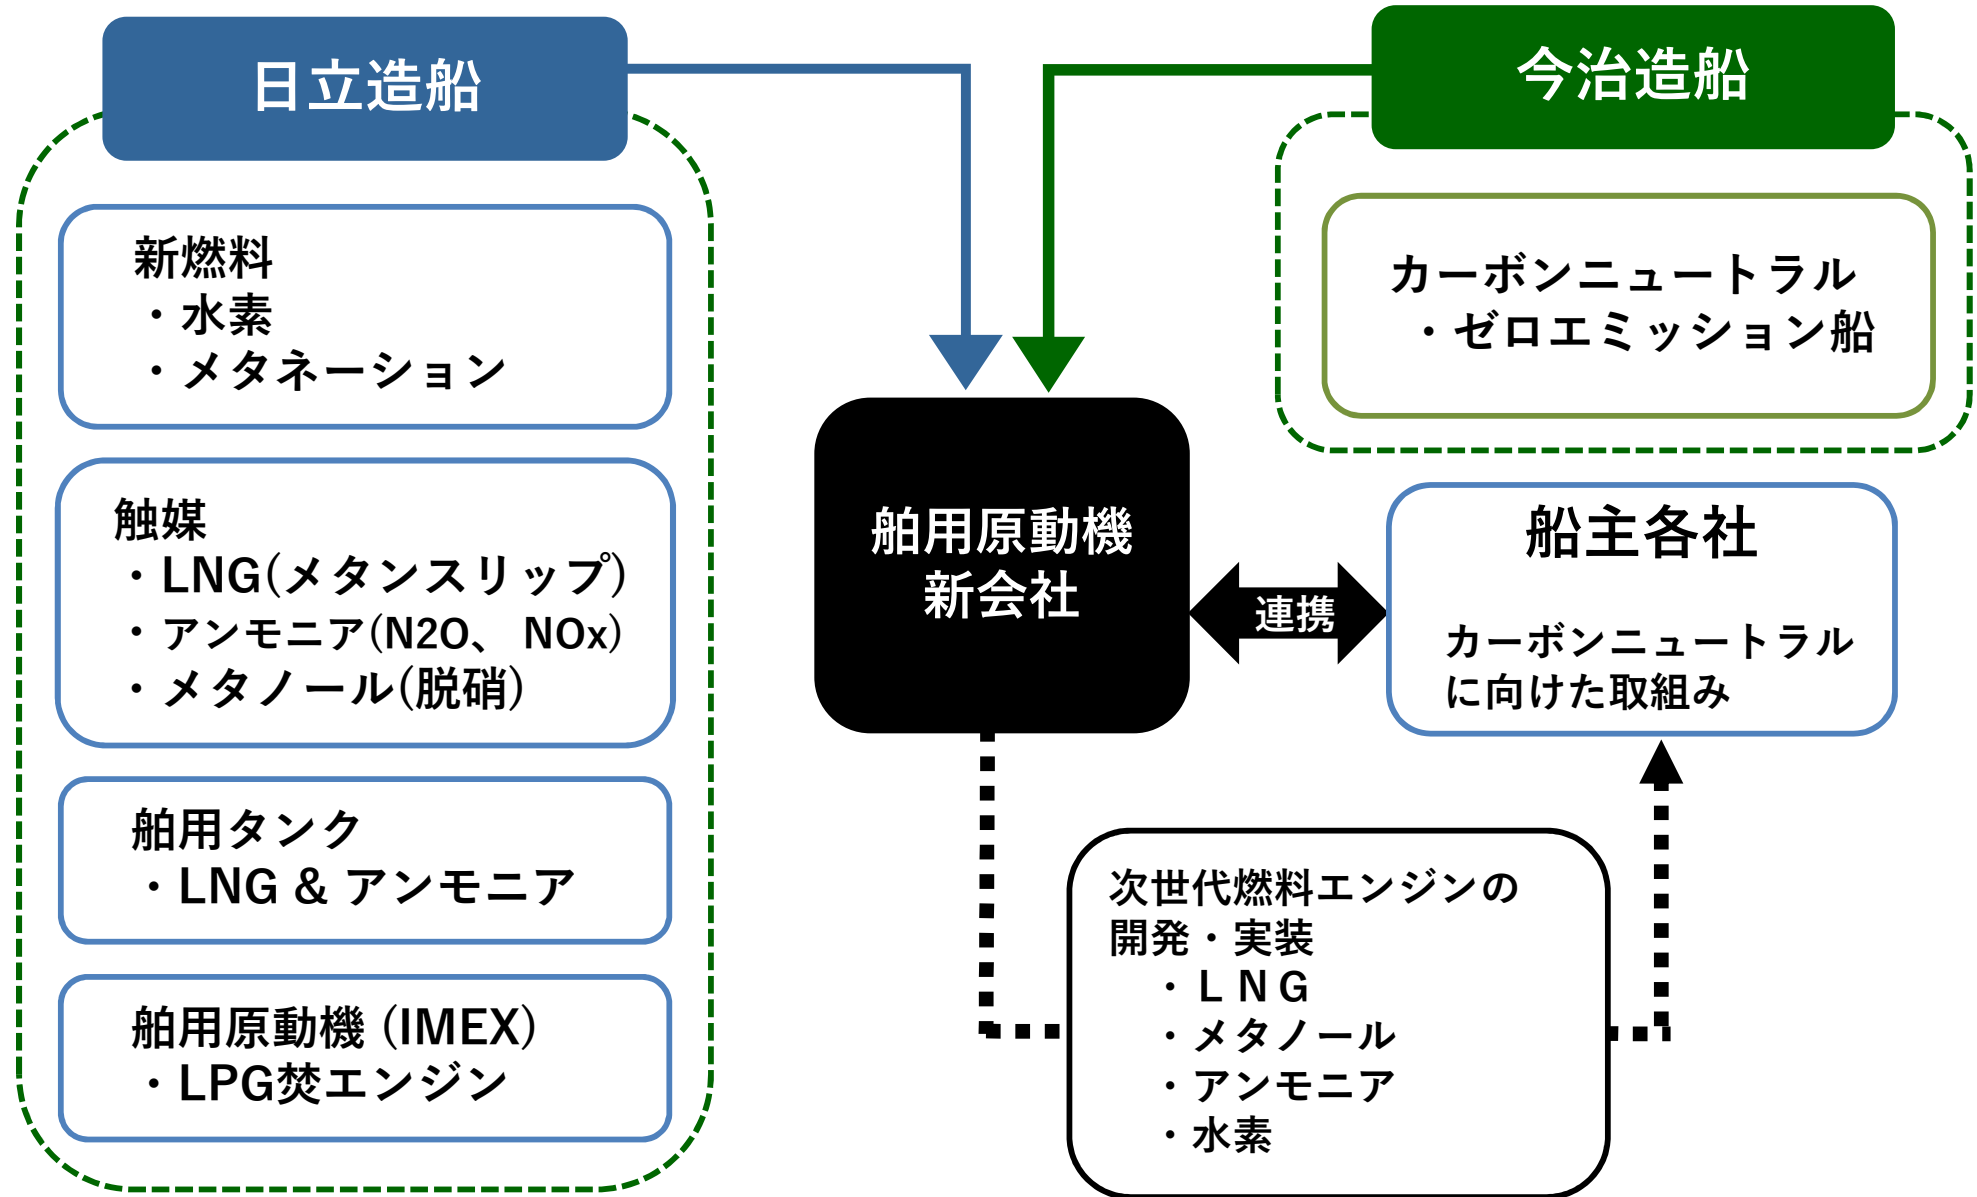 日立造船
新燃料
・水素
・メタネーション
触媒
・LNG(メタンスリップ)
・アンモニア(N2O、 NOx)
・メタノール(脱硝)
舶用タンク
・LNG & アンモニア
舶用原動機 (IMEX)
・LPG焚エンジン
今治造船
カーボンニュートラル
・ゼロエミッション船
舶用原動機
新会社
連携
船主各社
カーボンニュートラル
に向けた取組み
次世代燃料エンジンの
開発・実装
・ＬＮＧ
・メタノール
・アンモニア
・水素